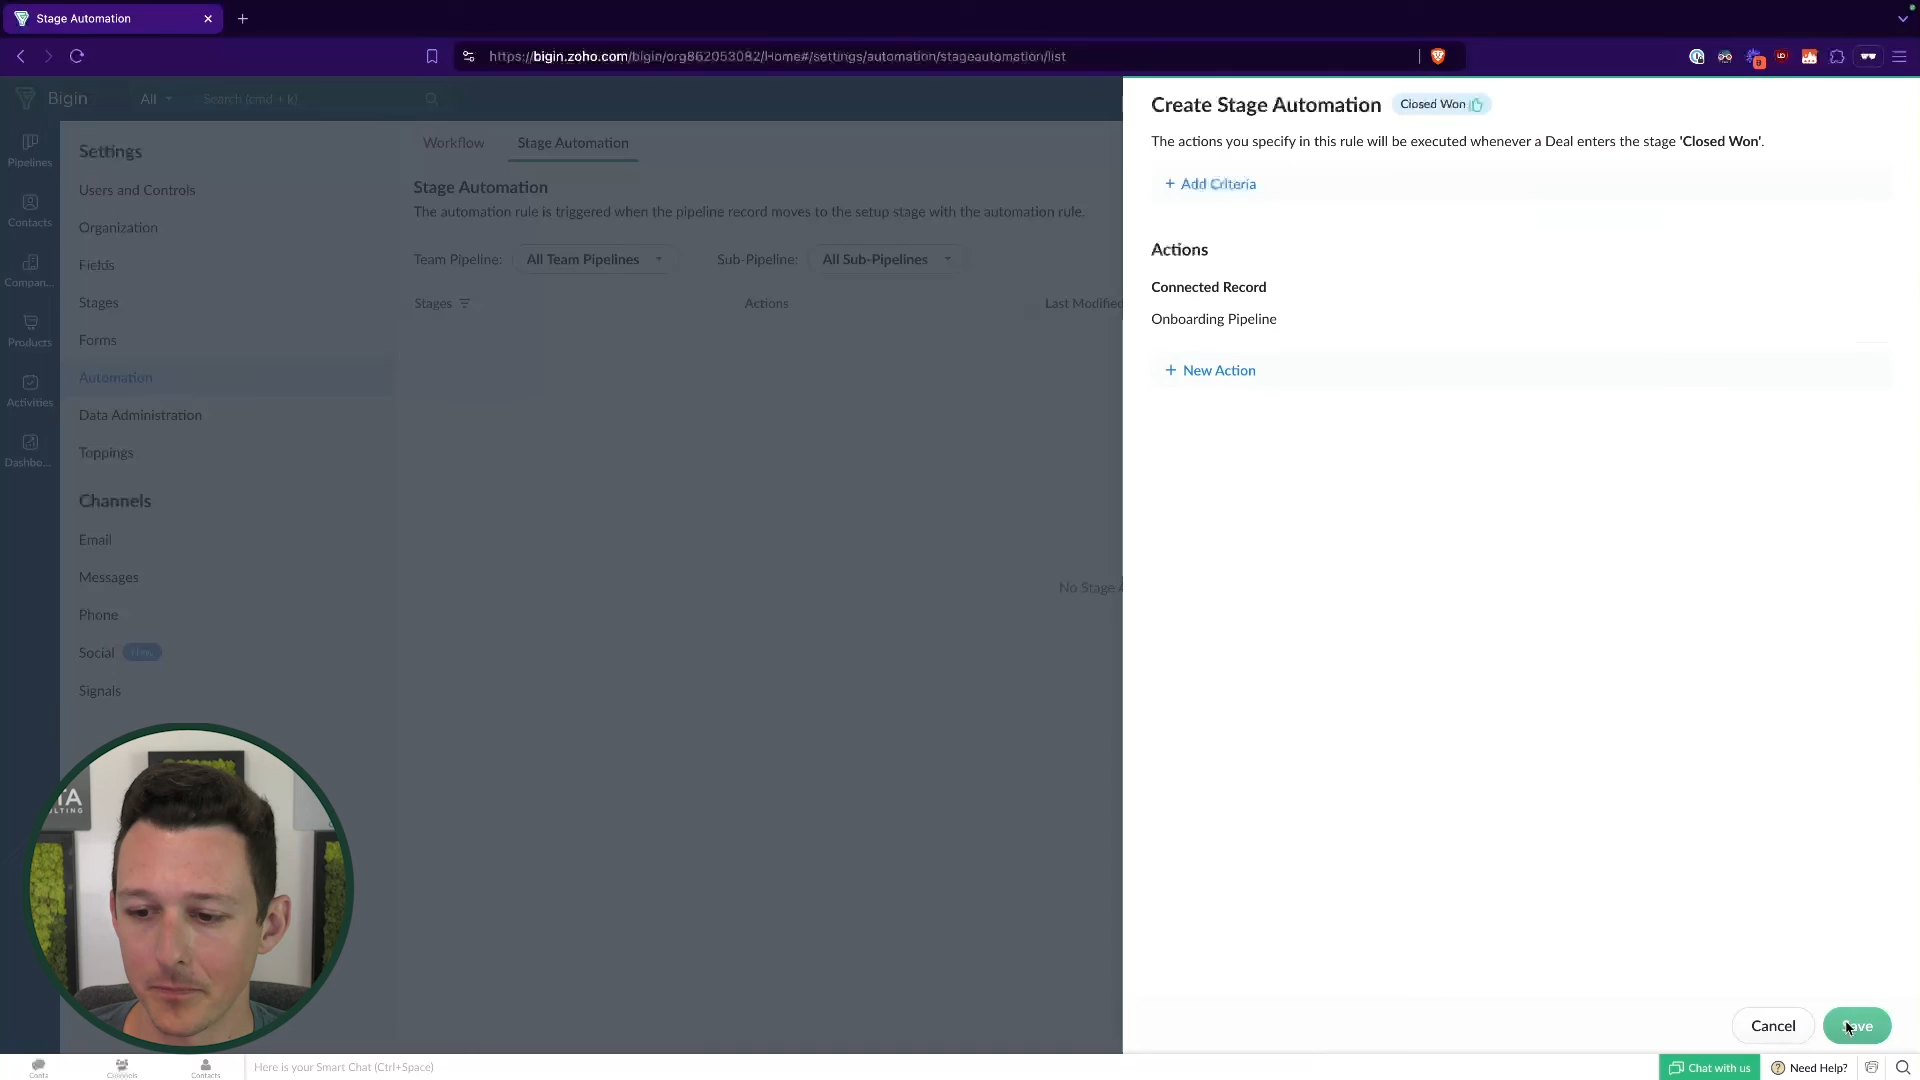 Stage Automation
https://bigin.zoho.com/bigin/org862053082/Home#/settings/automation/stageautomation/list
Bigin
All
Search (cmd + k)
Pipelines
Contacts
Compan...
Products
Activities
Dashbo...
Settings
Users and Controls
Organization
Fields
Stages
Forms
Automation
Data Administration
Toppings
Channels
Email
Messages
Phone
Social New
Signals
Workflow
Stage Automation
Stage Automation
The automation rule is triggered when the pipeline record moves to the setup stage with the automation rule.
Team Pipeline: All Team Pipelines Sub-Pipeline: All Sub-Pipelines
Stages Actions Last Modified
No Stage
Create Stage Automation Closed Won
The actions you specify in this rule will be executed whenever a Deal enters the stage 'Closed Won'.
+ Add Criteria
Actions
Connected Record
Onboarding Pipeline
+ New Action
Cancel Save
TA
LTING
Channels
Contacts
Here is your Smart Chat (Ctrl+Space)
Chat with us
Need Help?